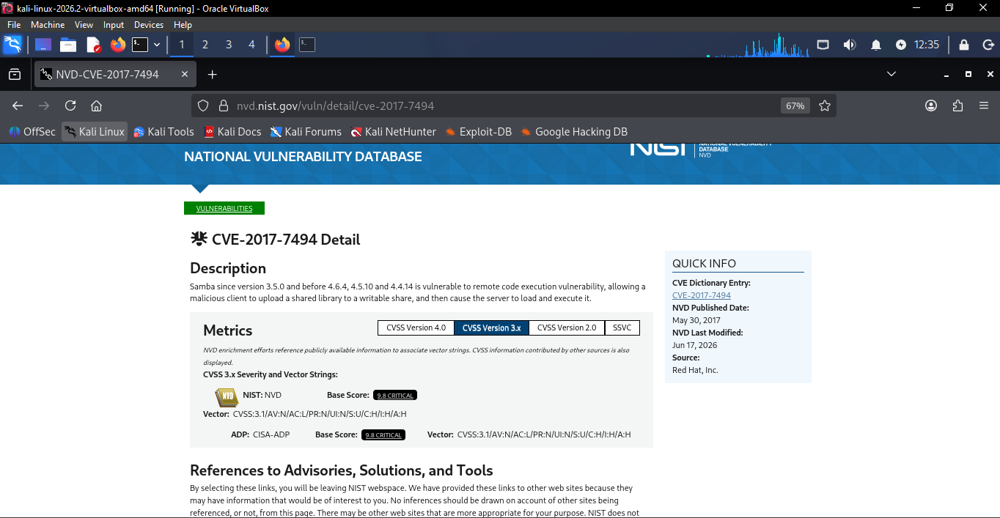 kali-linux-2026.2-virtualbox-amd64 [Running] - Oracle VirtualBox
File Machine View Input Devices Help
1 2 3 4 12:35
NVD-CVE-2017-7494
nvd.nist.gov/vuln/detail/cve-2017-7494 67%
OffSec Kali Linux Kali Tools Kali Docs Kali Forums Kali NetHunter Exploit-DB Google Hacking DB
NATIONAL VULNERABILITY DATABASE
NIST
NATIONAL VULNERABILITY
DATABASE
NVD
VULNERABILITIES
CVE-2017-7494 Detail
Description
Samba since version 3.5.0 and before 4.6.4, 4.5.10 and 4.4.14 is vulnerable to remote code execution vulnerability, allowing a
malicious client to upload a shared library to a writable share, and then cause the server to load and execute it.
Metrics
CVSS Version 4.0 CVSS Version 3.x CVSS Version 2.0 SSVC
NVD enrichment efforts reference publicly available information to associate vector strings. CVSS information contributed by other sources is also
displayed.
CVSS 3.x Severity and Vector Strings:
NVD NIST: NVD Base Score: 9.8 CRITICAL
Vector: CVSS:3.1/AV:N/AC:L/PR:N/UI:N/S:U/C:H/I:H/A:H
ADP: CISA-ADP Base Score: 9.8 CRITICAL Vector: CVSS:3.1/AV:N/AC:L/PR:N/UI:N/S:U/C:H/I:H/A:H
References to Advisories, Solutions, and Tools
By selecting these links, you will be leaving NIST webspace. We have provided these links to other web sites because they
may have information that would be of interest to you. No inferences should be drawn on account of other sites being
referenced, or not, from this page. There may be other web sites that are more appropriate for your purpose. NIST does not
QUICK INFO
CVE Dictionary Entry:
CVE-2017-7494
NVD Published Date:
May 30, 2017
NVD Last Modified:
Jun 17, 2026
Source:
Red Hat, Inc.